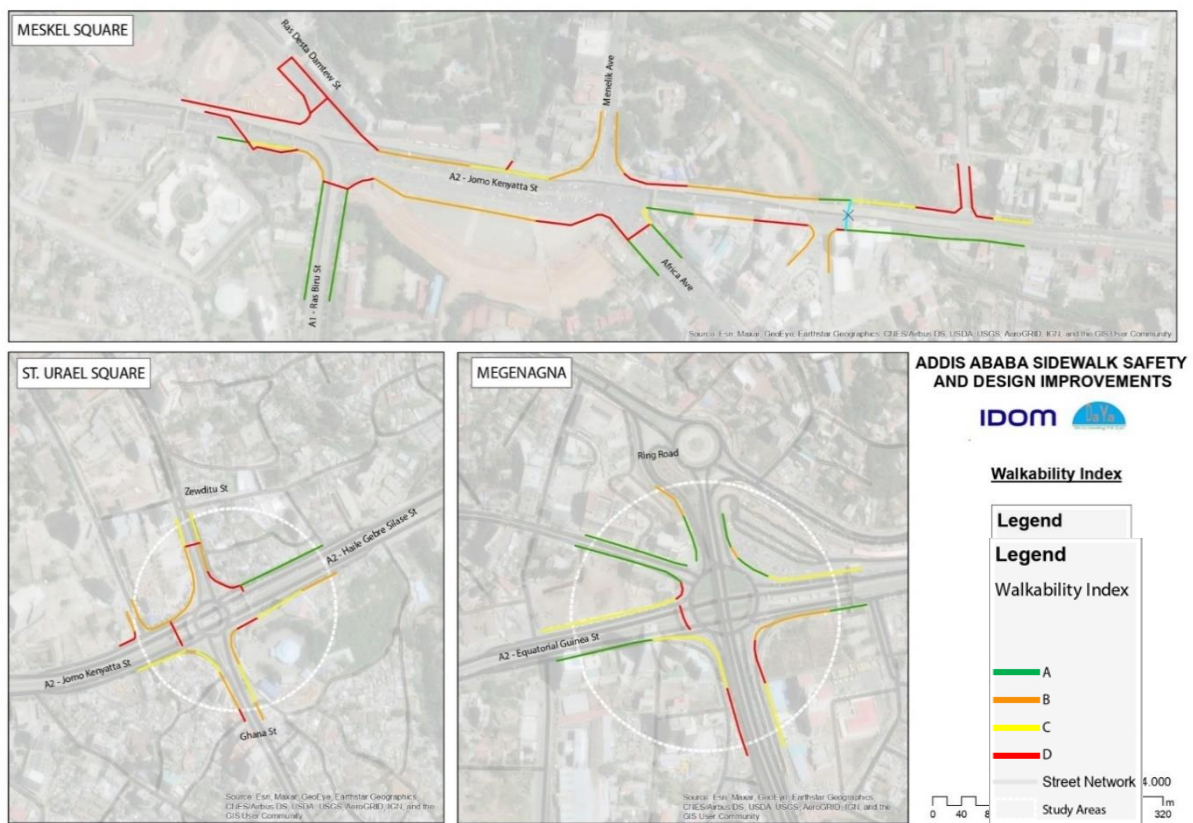 MESKEL SQUARE
Ras Desta Damtew St
Menelik Ave
A2 - Jomo Kenyatta St
A1 - Ras Biru St
Africa Ave
Source: Esri, Maxar, GeoEye, Earthstar Geographics, CNES/Airbus DS, USDA, USGS, AeroGRID, IGN, and the GIS User Community
ST. URAEL SQUARE
Zewditu St
A2 - Haile Gebre Silase St
A2 - Jomo Kenyatta St
Ghana St
Source: Esri, Maxar, GeoEye, Earthstar Geographics,
CNES/Airbus DS, USDA, USGS, AeroGRID, IGN, and the
GIS User Community
MEGENAGNA
Ring Road
A2 - Equatorial Guinea St
Source: Esri, Maxar, GeoEye, Earthstar Geographics,
CNES/Airbus DS, USDA, USGS, AeroGRID, IGN, and the
GIS User Community
ADDIS ABABA SIDEWALK SAFETY
AND DESIGN IMPROVEMENTS
IDOM DaYa
Walkability Index
Legend
Legend
Walkability Index
A
B
C
D
Street Network
4.000
Study Areas
m
0 40 8 320